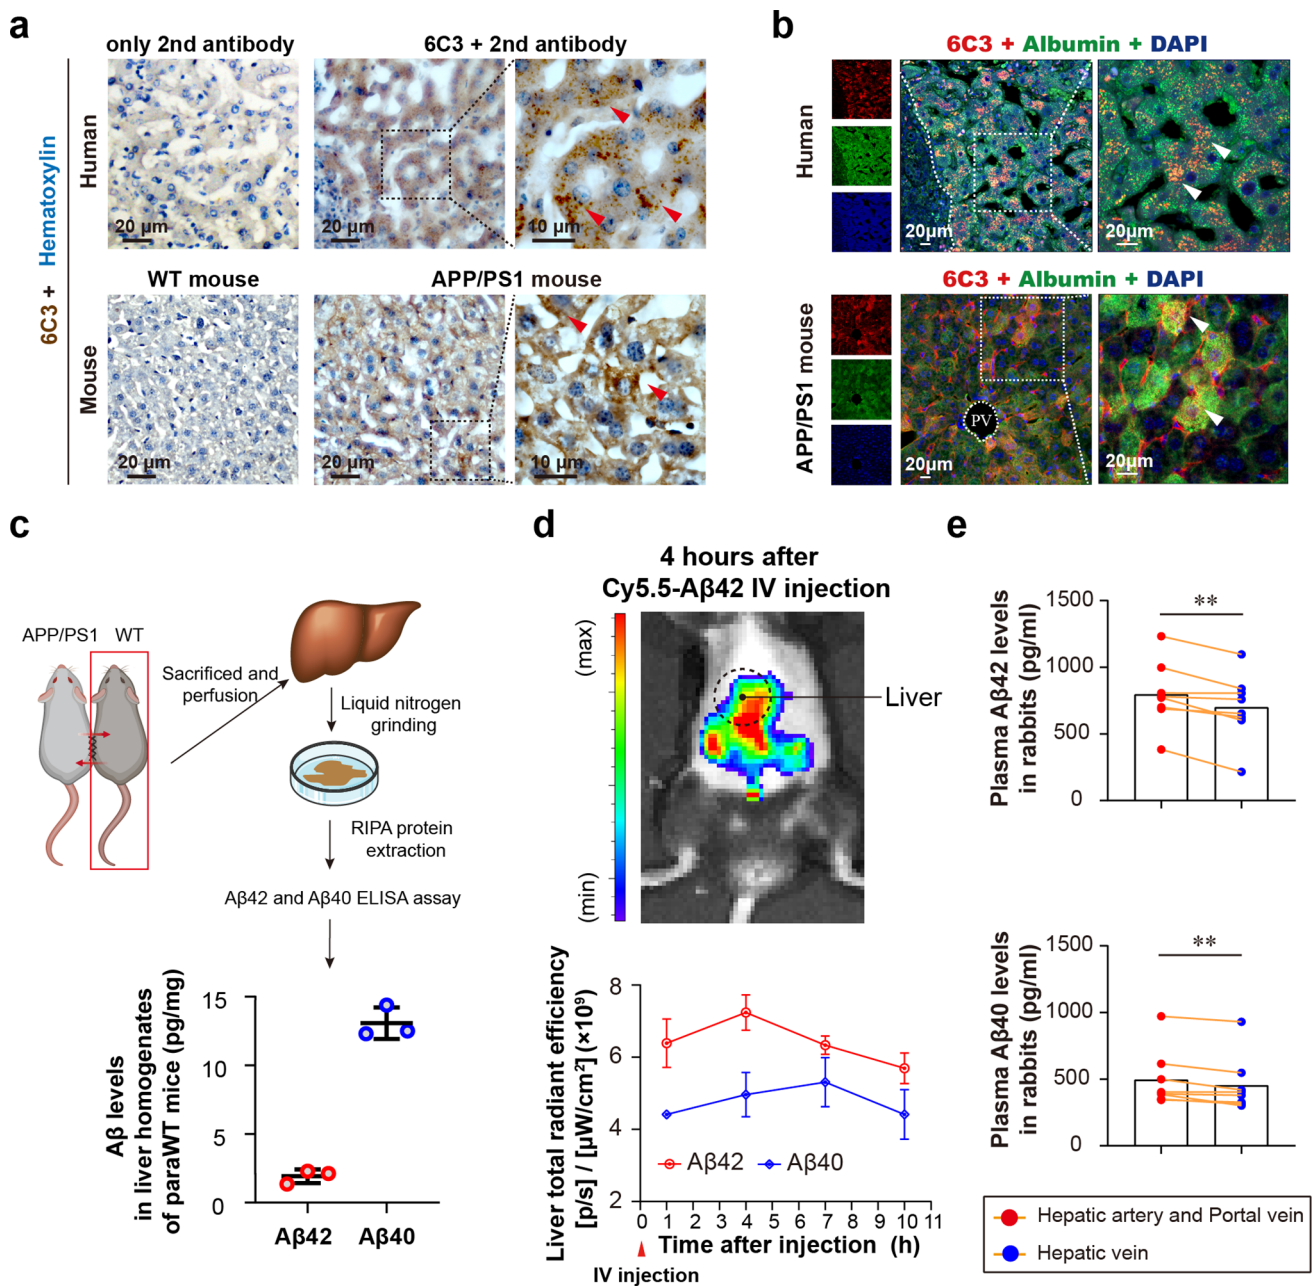 a
only 2nd antibody
6C3 + 2nd antibody
6C3 + Hematoxylin
Human
20 µm
20 µm
10 µm
WT mouse
APP/PS1 mouse
Mouse
20 µm
20 µm
10 µm
b
6C3 + Albumin + DAPI
Human
20µm
20µm
6C3 + Albumin + DAPI
APP/PS1 mouse
PV
20µm
20µm
c
APP/PS1
WT
Sacrificed and
perfusion
Liquid nitrogen
grinding
RIPA protein
extraction
Aβ42 and Aβ40 ELISA assay
Aβ levels
in liver homogenates
of paraWT mice (pg/mg)
15
10
5
0
Aβ42
Aβ40
d
4 hours after
Cy5.5-Aβ42 IV injection
(max)
(min)
Liver
Liver total radiant efficiency
[p/s] / [µW/cm²] (×10⁹)
8
6
4
2
Aβ42
Aβ40
0 1 2 3 4 5 6 7 8 9 10 11
Time after injection (h)
IV injection
e
Plasma Aβ42 levels
in rabbits (pg/ml)
1500
1000
500
0
**
Plasma Aβ40 levels
in rabbits (pg/ml)
1500
1000
500
0
**
Hepatic artery and Portal vein
Hepatic vein